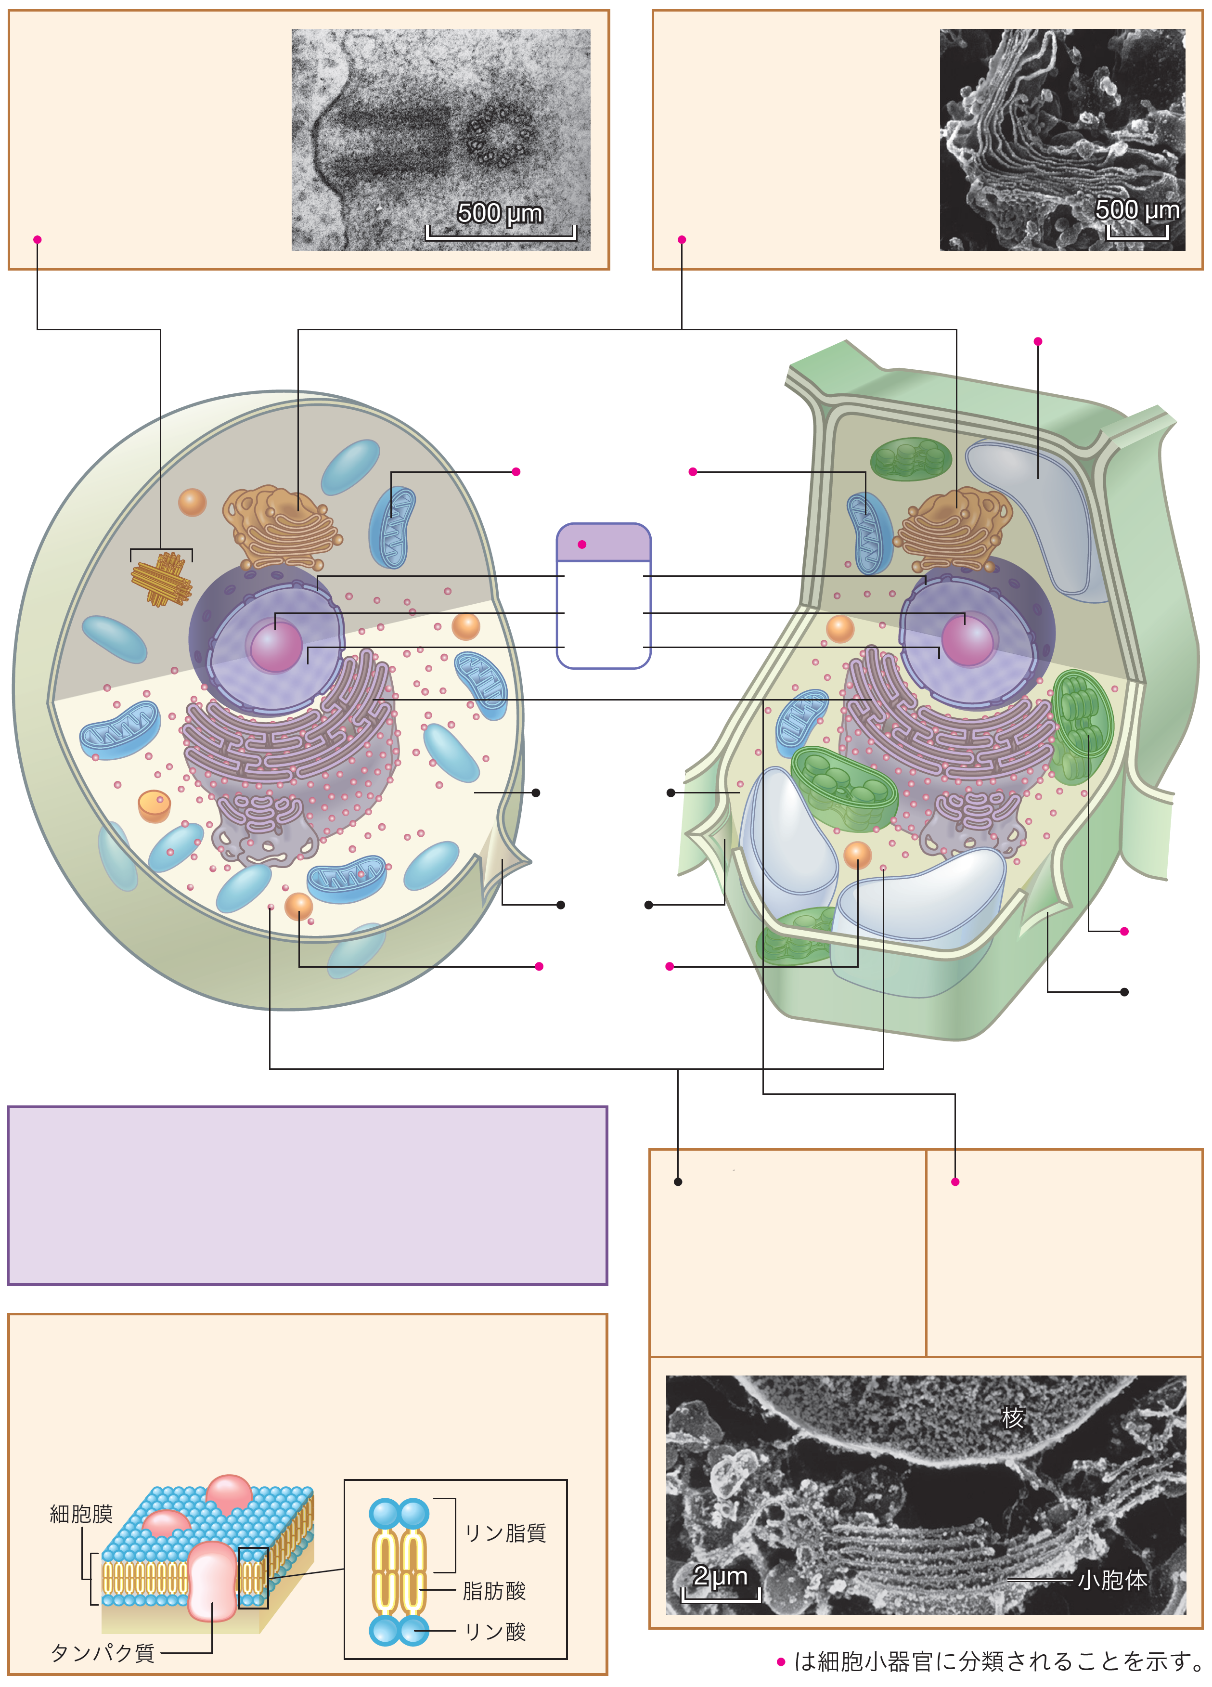 500 µm
500 µm
細胞膜
タンパク質
リン脂質
脂肪酸
リン酸
核
2µm
小胞体
は細胞小器官に分類されることを示す。